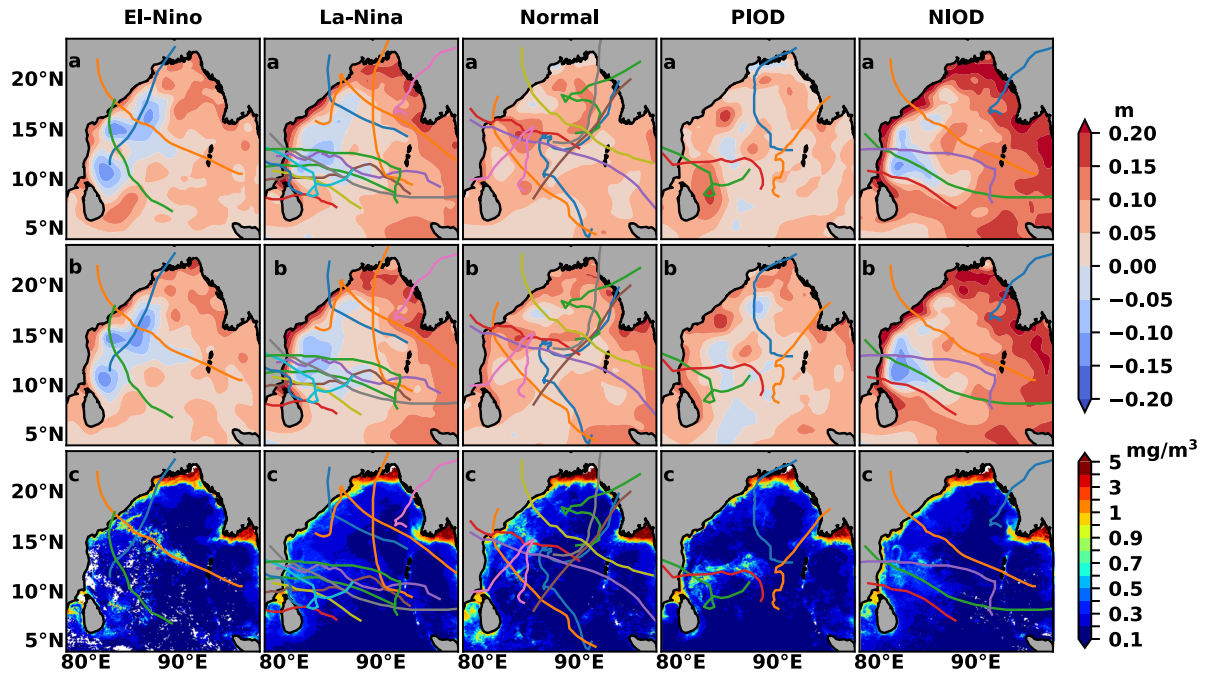 El-Nino La-Nina Normal PIOD NIOD
a a a a a
20°N
15°N
10°N
5°N
m
0.20
0.15
0.10
0.05
0.00
−0.05
−0.10
−0.15
−0.20
b b b b b
20°N
15°N
10°N
5°N
c c c c c
20°N
15°N
10°N
5°N
mg/m³
5
3
1
0.9
0.7
0.5
0.3
0.1
80°E 90°E 80°E 90°E 80°E 90°E 80°E 90°E 80°E 90°E